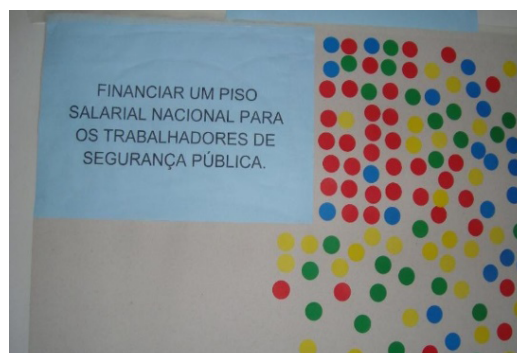 FINANCIAR UM PISO
SALARIAL NACIONAL PARA
OS TRABALHADORES DE
SEGURANÇA PÚBLICA.